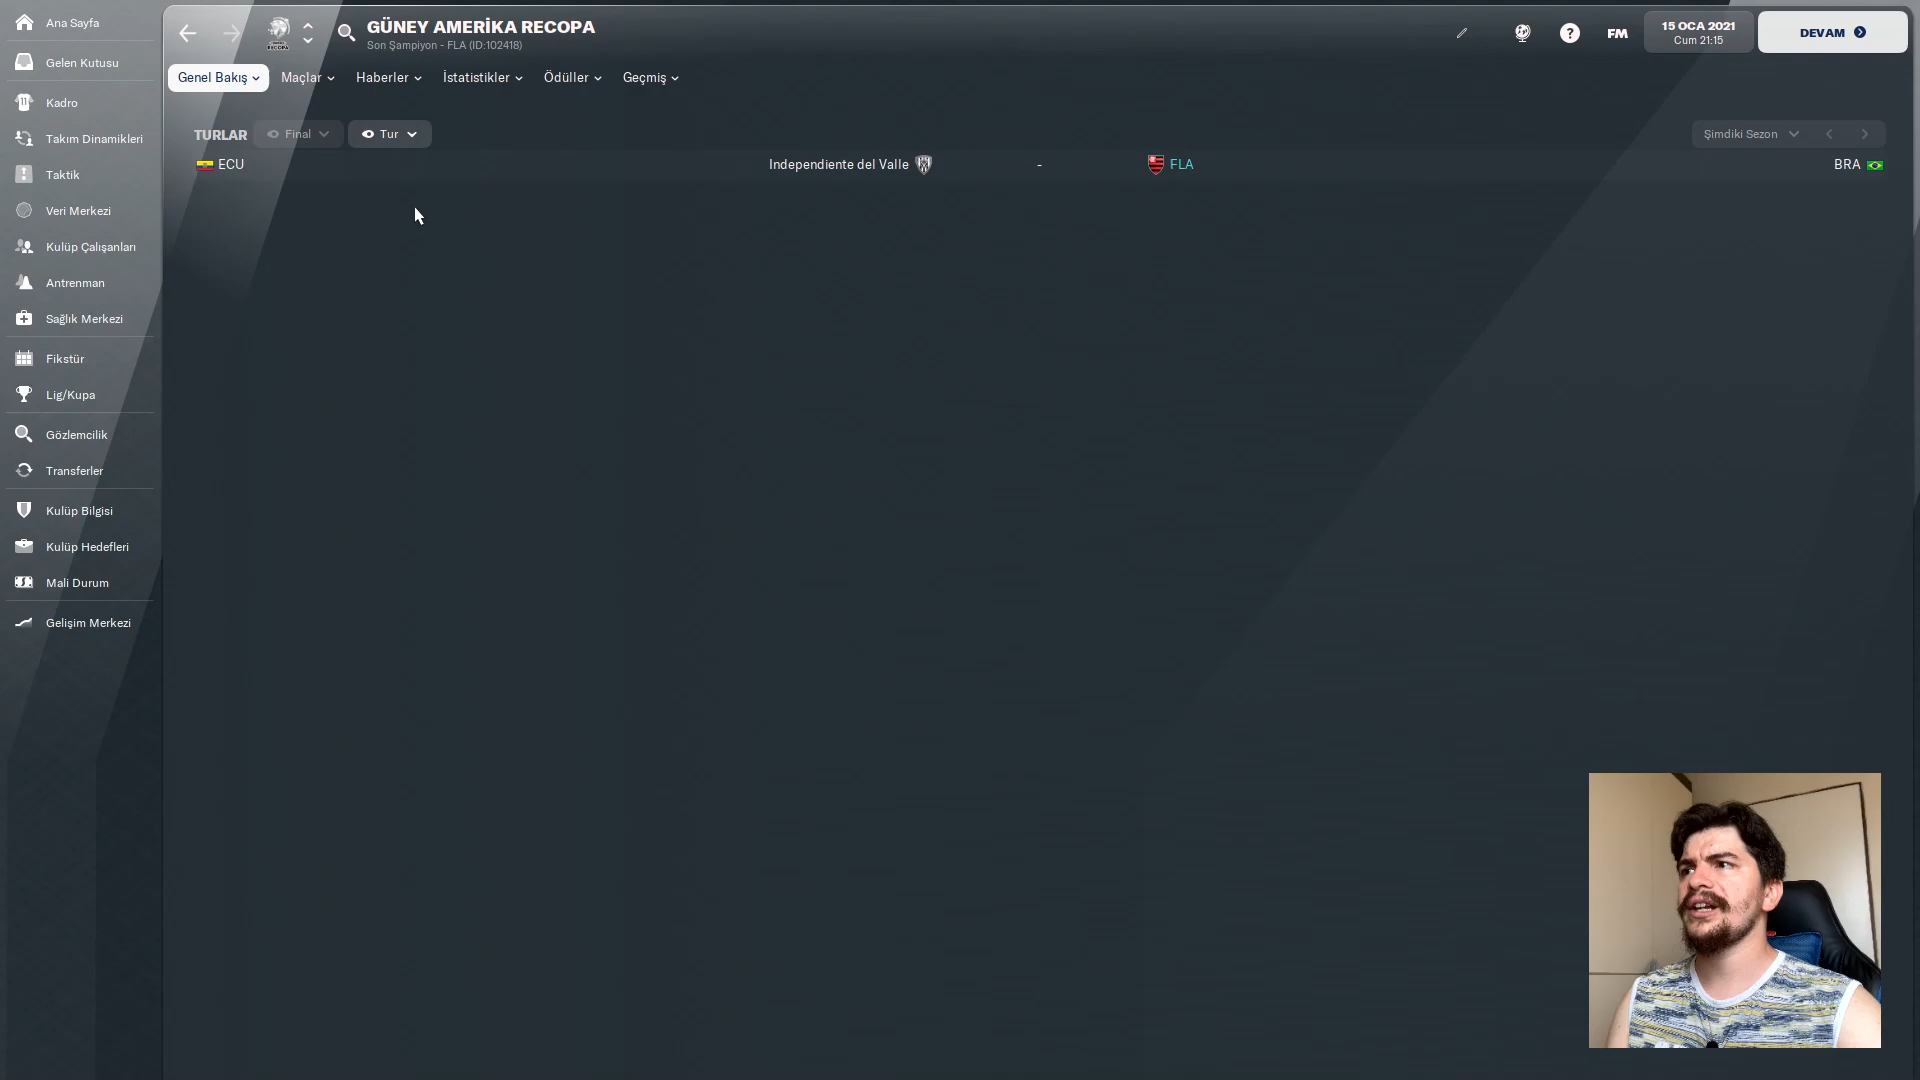 Ana Sayfa
Gelen Kutusu
Kadro
Takım Dinamikleri
Taktik
Veri Merkezi
Kulüp Çalışanları
Antrenman
Sağlık Merkezi
Fikstür
Lig/Kupa
Gözlemcilik
Transferler
Kulüp Bilgisi
Kulüp Hedefleri
Mali Durum
Gelişim Merkezi
RECOPA
GÜNEY AMERİKA RECOPA
Son Şampiyon - FLA (ID:102418)
FM
15 OCA 2021
Cum 21:15
DEVAM
Genel Bakış
Maçlar
Haberler
İstatistikler
Ödüller
Geçmiş
TURLAR
Final
Tur
Şimdiki Sezon
ECU
Independiente del Valle
-
FLA
BRA